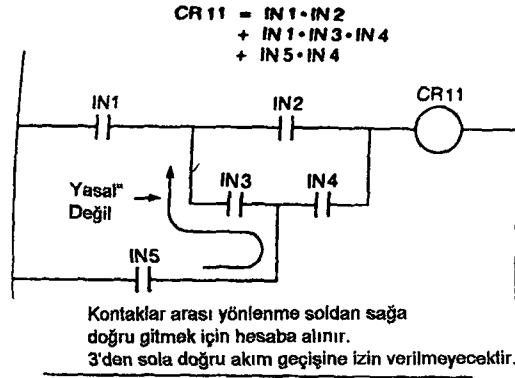 CR11 = IN1•IN2
+ IN1•IN3•IN4
+ IN5•IN4
CR11
IN1
IN2
IN3
IN4
Yasal"
Değil
IN5
Kontaklar arası yönlenme soldan sağa
doğru gitmek için hesaba alınır.
3'den sola doğru akım geçişine izin verilmeyecektir.